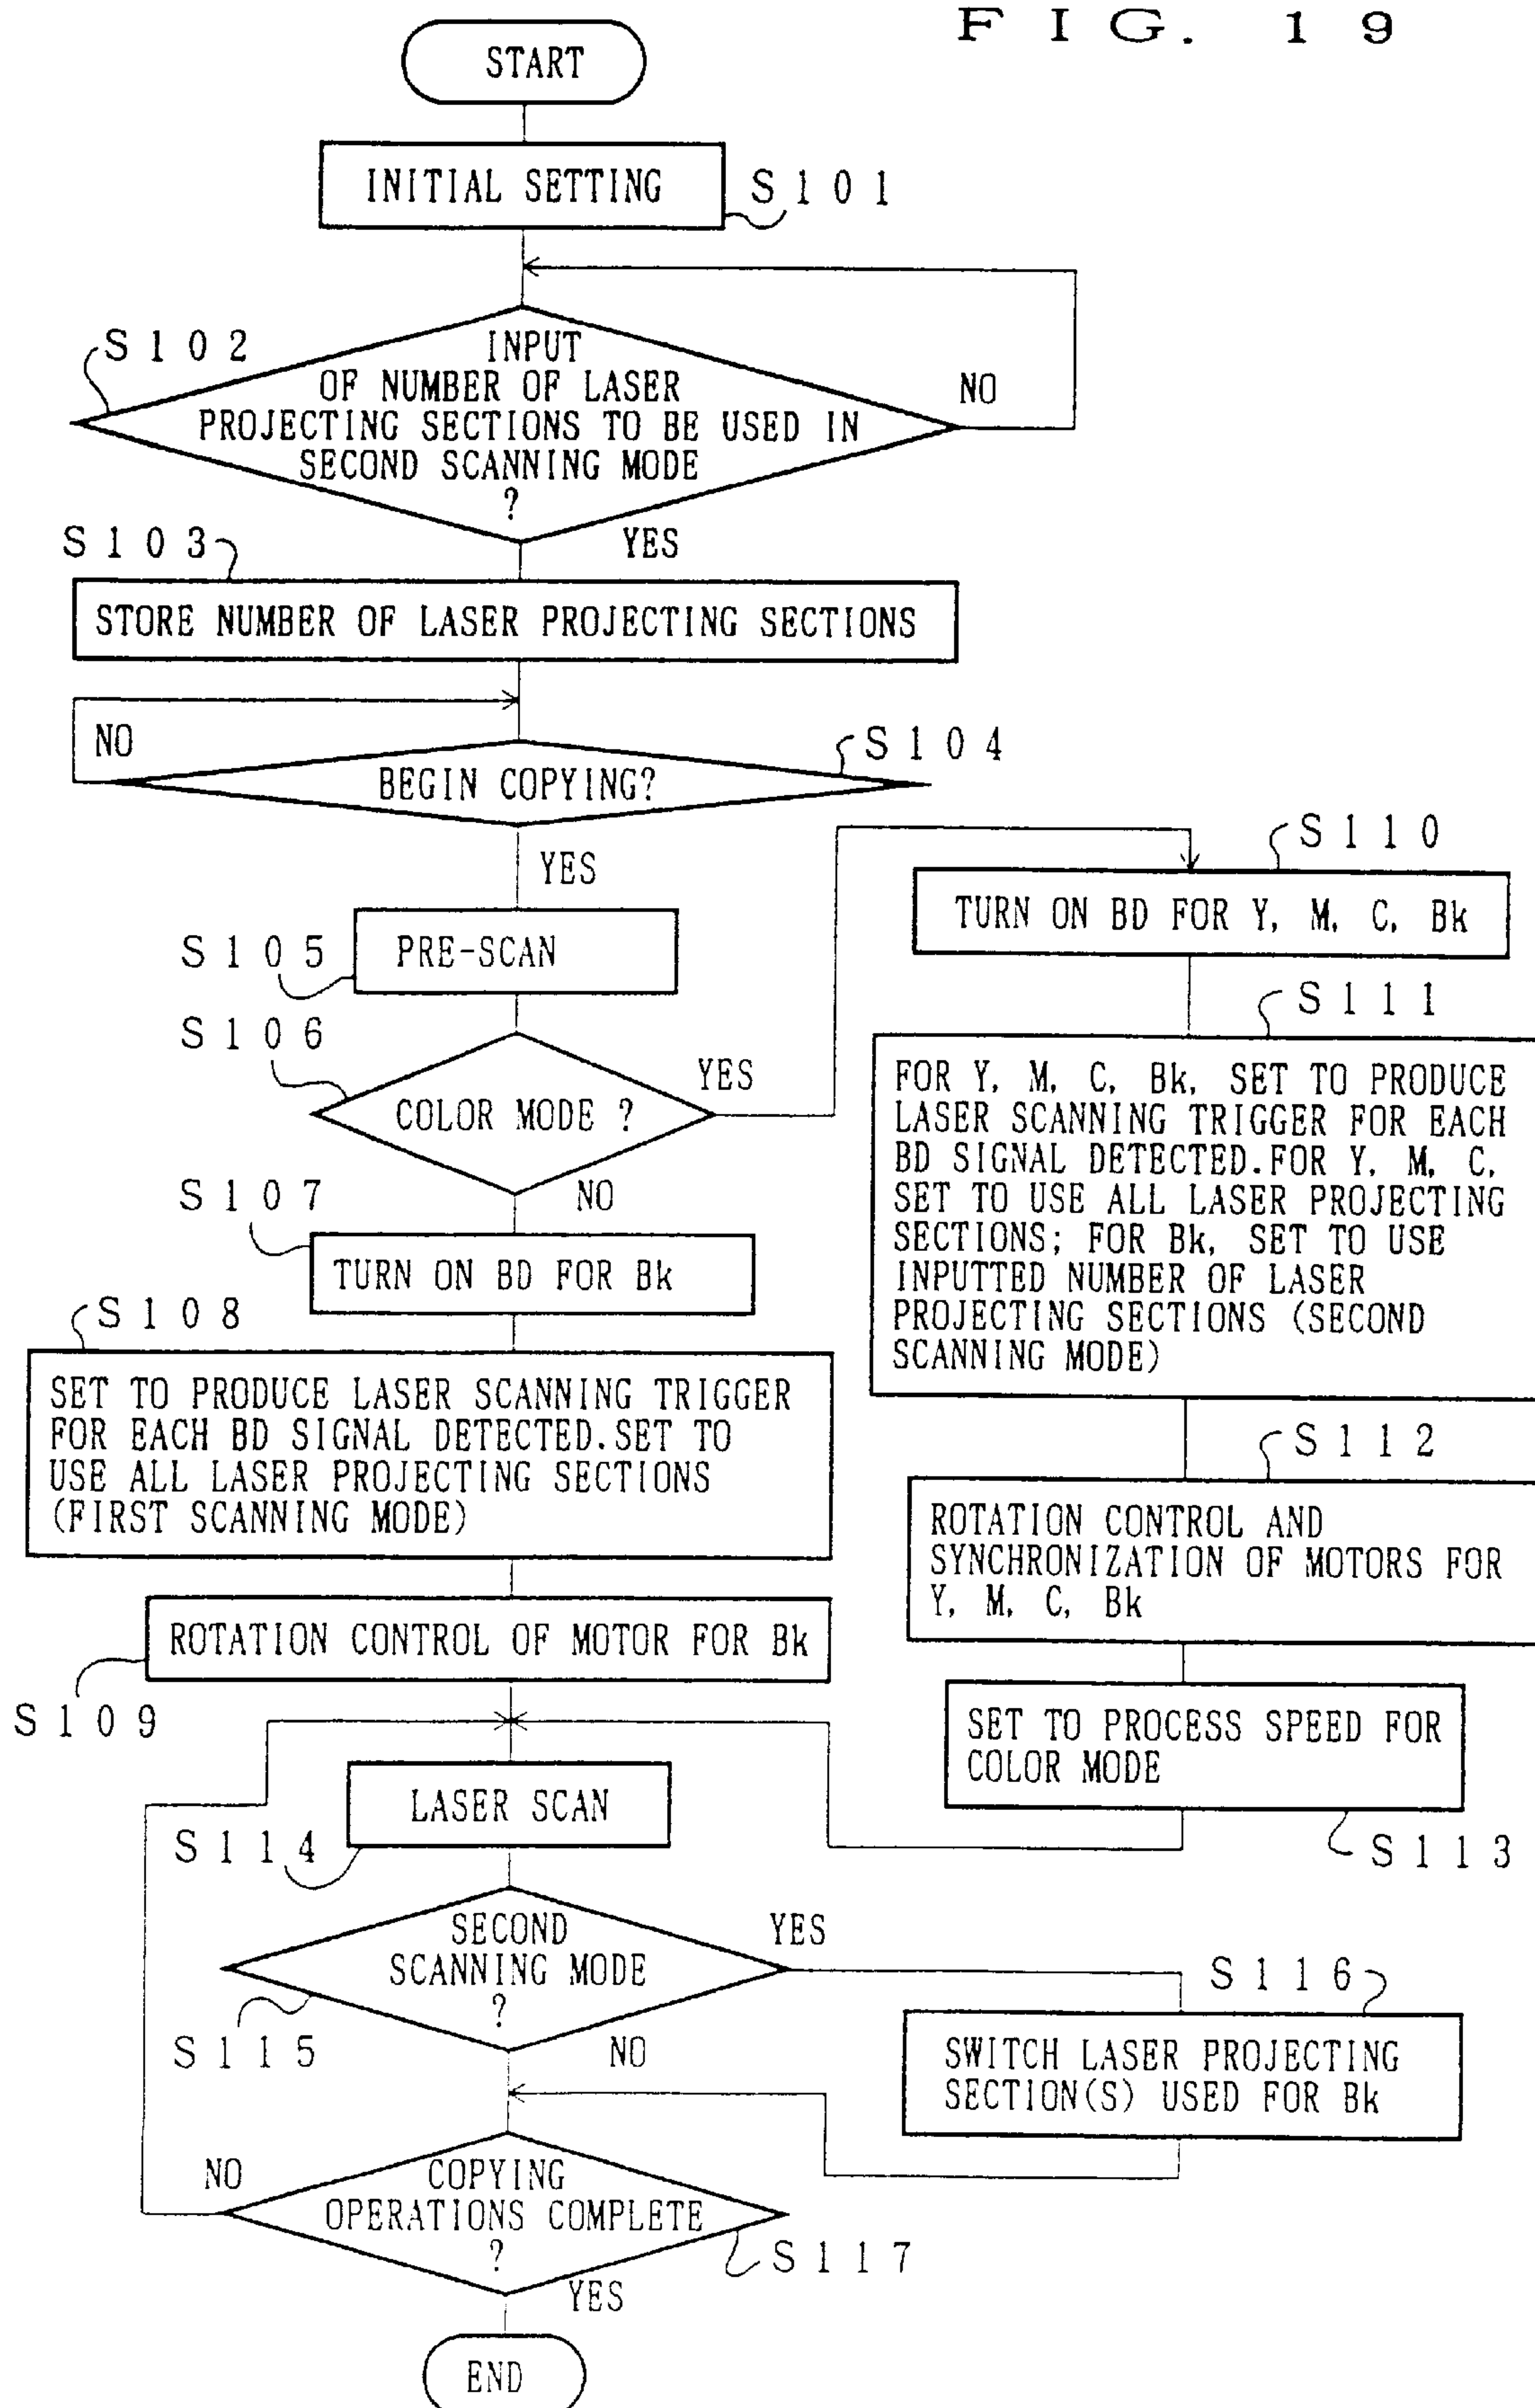 FIG. 19
START
INITIAL SETTING
S101
S102
INPUT
OF NUMBER OF LASER
PROJECTING SECTIONS TO BE USED IN
SECOND SCANNING MODE
?
NO
YES
S103
STORE NUMBER OF LASER PROJECTING SECTIONS
NO
BEGIN COPYING?
S104
YES
S105
PRE-SCAN
S106
COLOR MODE ?
YES
NO
S107
TURN ON BD FOR Bk
S108
SET TO PRODUCE LASER SCANNING TRIGGER
FOR EACH BD SIGNAL DETECTED.SET TO
USE ALL LASER PROJECTING SECTIONS
(FIRST SCANNING MODE)
ROTATION CONTROL OF MOTOR FOR Bk
S109
S110
TURN ON BD FOR Y, M, C, Bk
S111
FOR Y, M, C, Bk, SET TO PRODUCE
LASER SCANNING TRIGGER FOR EACH
BD SIGNAL DETECTED.FOR Y, M, C,
SET TO USE ALL LASER PROJECTING
SECTIONS; FOR Bk, SET TO USE
INPUTTED NUMBER OF LASER
PROJECTING SECTIONS (SECOND
SCANNING MODE)
S112
ROTATION CONTROL AND
SYNCHRONIZATION OF MOTORS FOR
Y, M, C, Bk
SET TO PROCESS SPEED FOR
COLOR MODE
S113
LASER SCAN
S114
SECOND
SCANNING MODE
?
YES
S115
NO
S116
SWITCH LASER PROJECTING
SECTION(S) USED FOR Bk
NO
COPYING
OPERATIONS COMPLETE
?
S117
YES
END